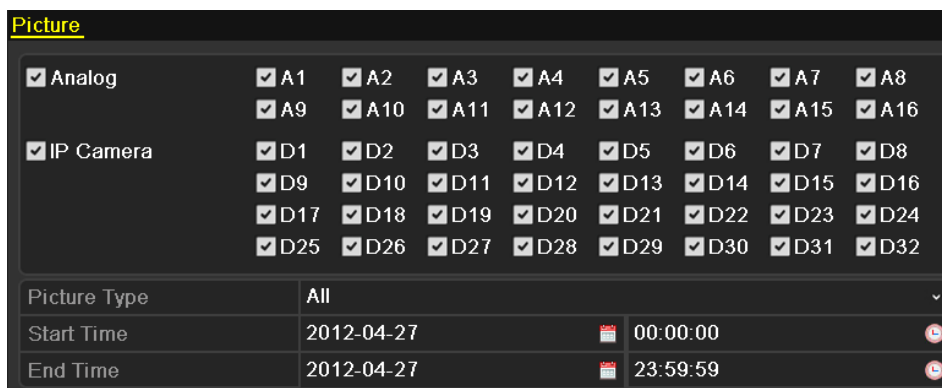 Picture
Analog A1 A2 A3 A4 A5 A6 A7 A8
A9 A10 A11 A12 A13 A14 A15 A16
IP Camera D1 D2 D3 D4 D5 D6 D7 D8
D9 D10 D11 D12 D13 D14 D15 D16
D17 D18 D19 D20 D21 D22 D23 D24
D25 D26 D27 D28 D29 D30 D31 D32
Picture Type All
Start Time 2012-04-27 00:00:00
End Time 2012-04-27 23:59:59